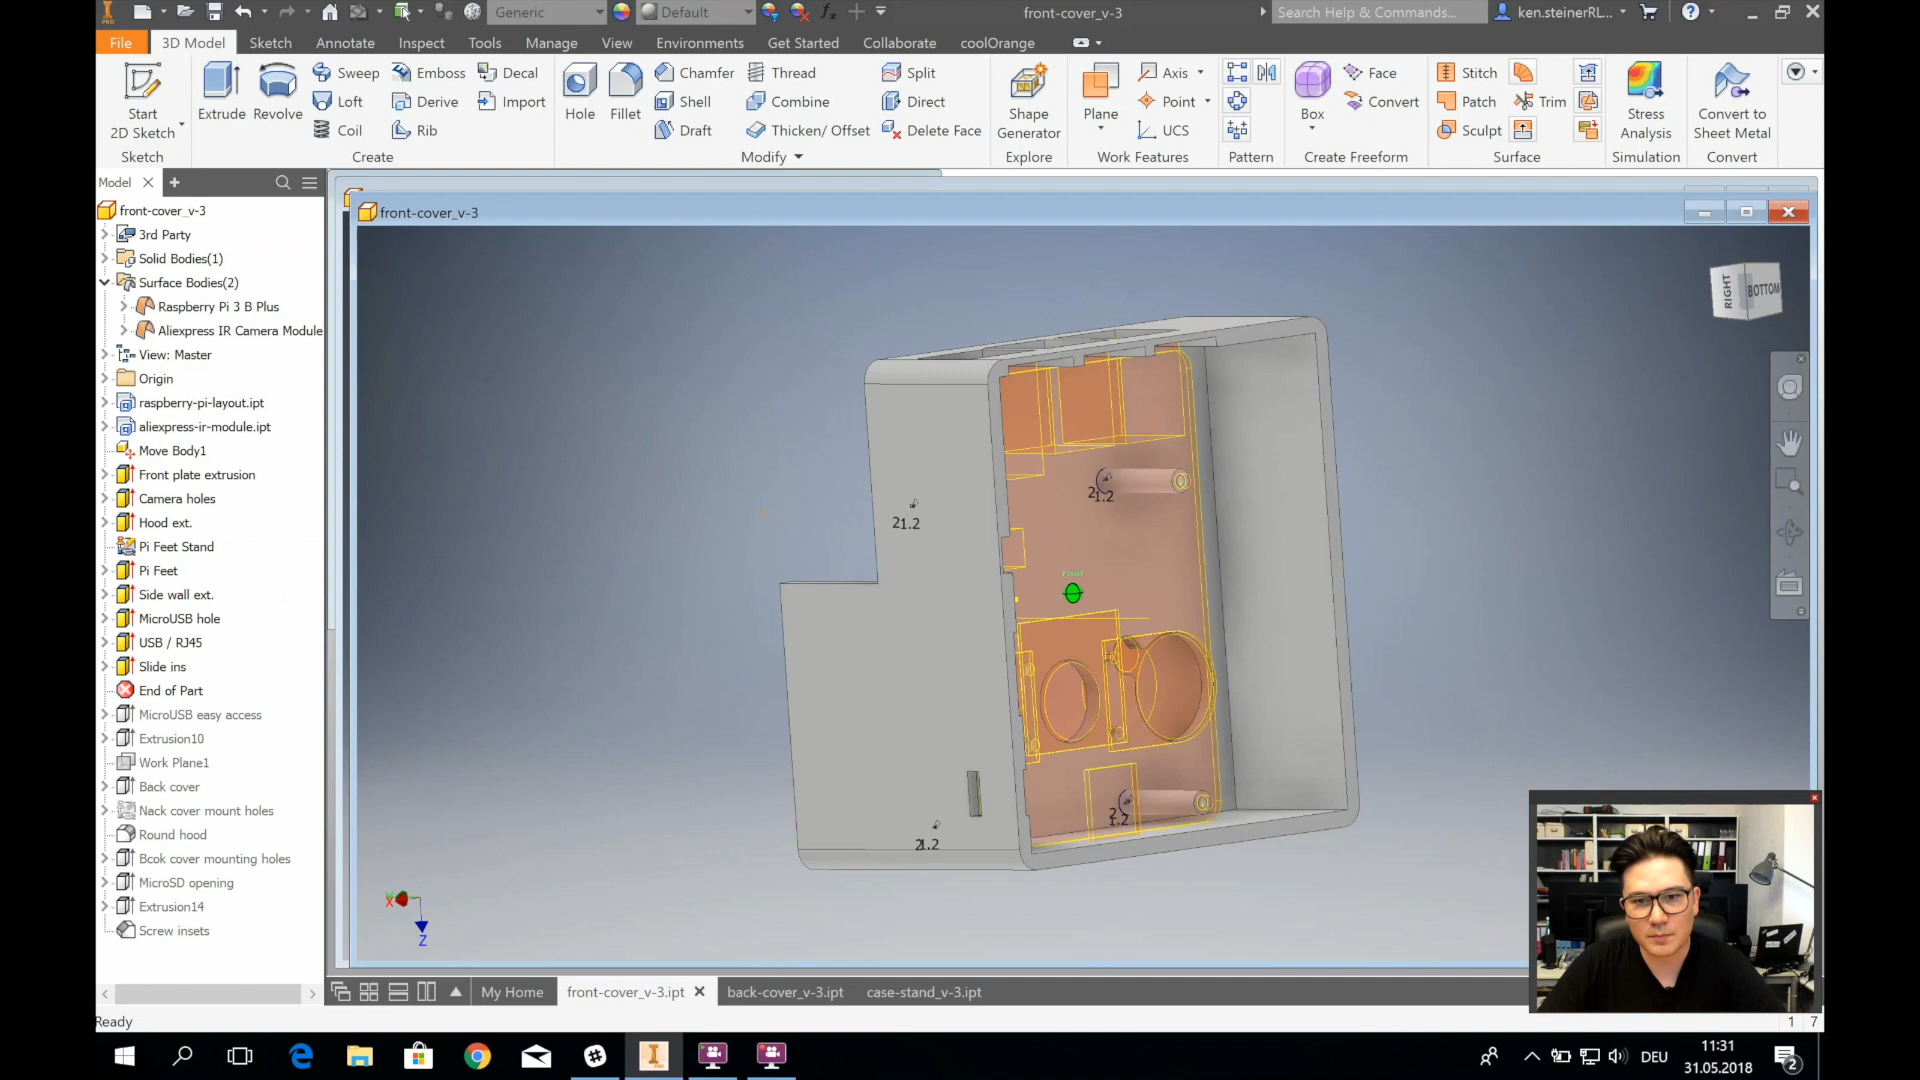 PRO
Generic
Default
front-cover_v-3
Search Help & Commands...
ken.steinerRL...
File
3D Model
Sketch
Annotate
Inspect
Tools
Manage
View
Environments
Get Started
Collaborate
coolOrange
Start
2D Sketch
Extrude
Revolve
Sweep
Loft
Coil
Emboss
Derive
Rib
Decal
Import
Hole
Fillet
Chamfer
Shell
Draft
Thread
Combine
Thicken/ Offset
Split
Direct
Delete Face
Shape
Generator
Plane
Axis
Point
UCS
Box
Face
Convert
Stitch
Patch
Sculpt
Trim
Stress
Analysis
Convert to
Sheet Metal
Sketch
Create
Modify
Explore
Work Features
Pattern
Create Freeform
Surface
Simulation
Convert
Model
front-cover_v-3
3rd Party
Solid Bodies(1)
Surface Bodies(2)
Raspberry Pi 3 B Plus
Aliexpress IR Camera Module
View: Master
Origin
raspberry-pi-layout.ipt
aliexpress-ir-module.ipt
Move Body1
Front plate extrusion
Camera holes
Hood ext.
Pi Feet Stand
Pi Feet
Side wall ext.
MicroUSB hole
USB / RJ45
Slide ins
End of Part
MicroUSB easy access
Extrusion10
Work Plane1
Back cover
Nack cover mount holes
Round hood
Bcok cover mounting holes
MicroSD opening
Extrusion14
Screw insets
front-cover_v-3
RIGHT
BOTTOM
21.2
21.2
PIVOT
21.2
21.2
X
Z
My Home
front-cover_v-3.ipt
back-cover_v-3.ipt
case-stand_v-3.ipt
Ready
1 7
DEU
11:31
31.05.2018
2